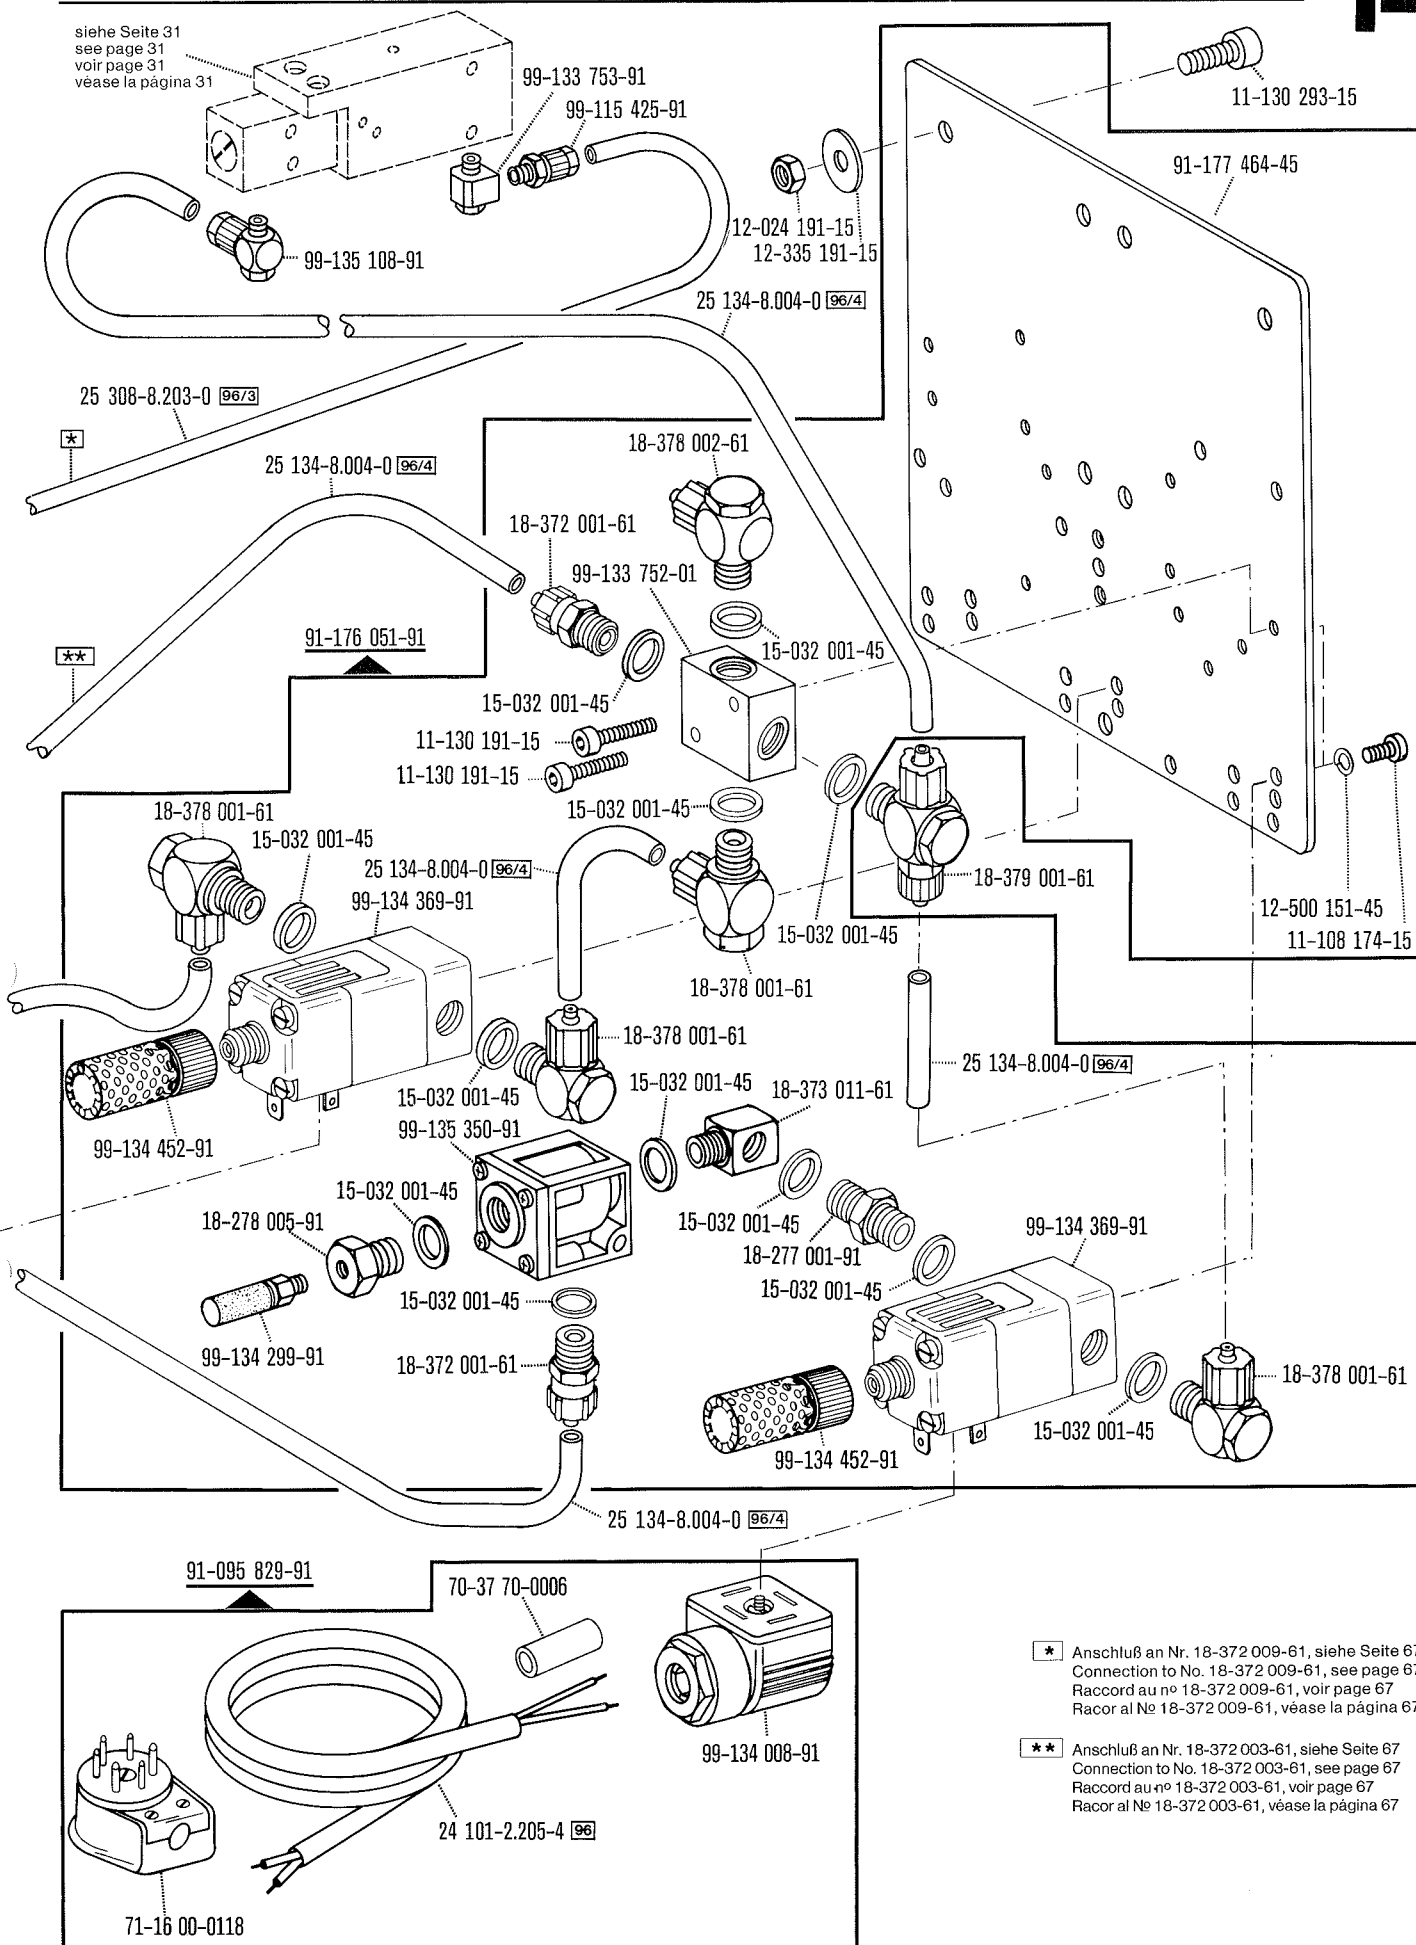 siehe Seite 31
see page 31
voir page 31
véase la página 31
99-133 753-91
99-115 425-91
11-130 293-15
91-177 464-45
12-024 191-15
12-335 191-15
99-135 108-91
25 134-8.004-0 96/4
25 308-8.203-0 96/3
*
18-378 002-61
25 134-8.004-0 96/4
18-372 001-61
99-133 752-01
91-176 051-91
**
15-032 001-45
15-032 001-45
11-130 191-15
11-130 191-15
18-378 001-61
15-032 001-45
15-032 001-45
25 134-8.004-0 96/4
99-134 369-91
18-379 001-61
12-500 151-45
11-108 174-15
15-032 001-45
18-378 001-61
18-378 001-61
25 134-8.004-0 96/4
15-032 001-45
15-032 001-45
18-373 011-61
99-135 350-91
99-134 452-91
15-032 001-45
18-278 005-91
15-032 001-45
18-277 001-91
99-134 369-91
15-032 001-45
15-032 001-45
99-134 299-91
18-372 001-61
18-378 001-61
15-032 001-45
99-134 452-91
25 134-8.004-0 96/4
91-095 829-91
70-37 70-0006
99-134 008-91
24 101-2.205-4 96
71-16 00-0118
* Anschluß an Nr. 18-372 009-61, siehe Seite 67
Connection to No. 18-372 009-61, see page 67
Raccord au nº 18-372 009-61, voir page 67
Racor al Nº 18-372 009-61, véase la página 67
** Anschluß an Nr. 18-372 003-61, siehe Seite 67
Connection to No. 18-372 003-61, see page 67
Raccord au nº 18-372 003-61, voir page 67
Racor al Nº 18-372 003-61, véase la página 67